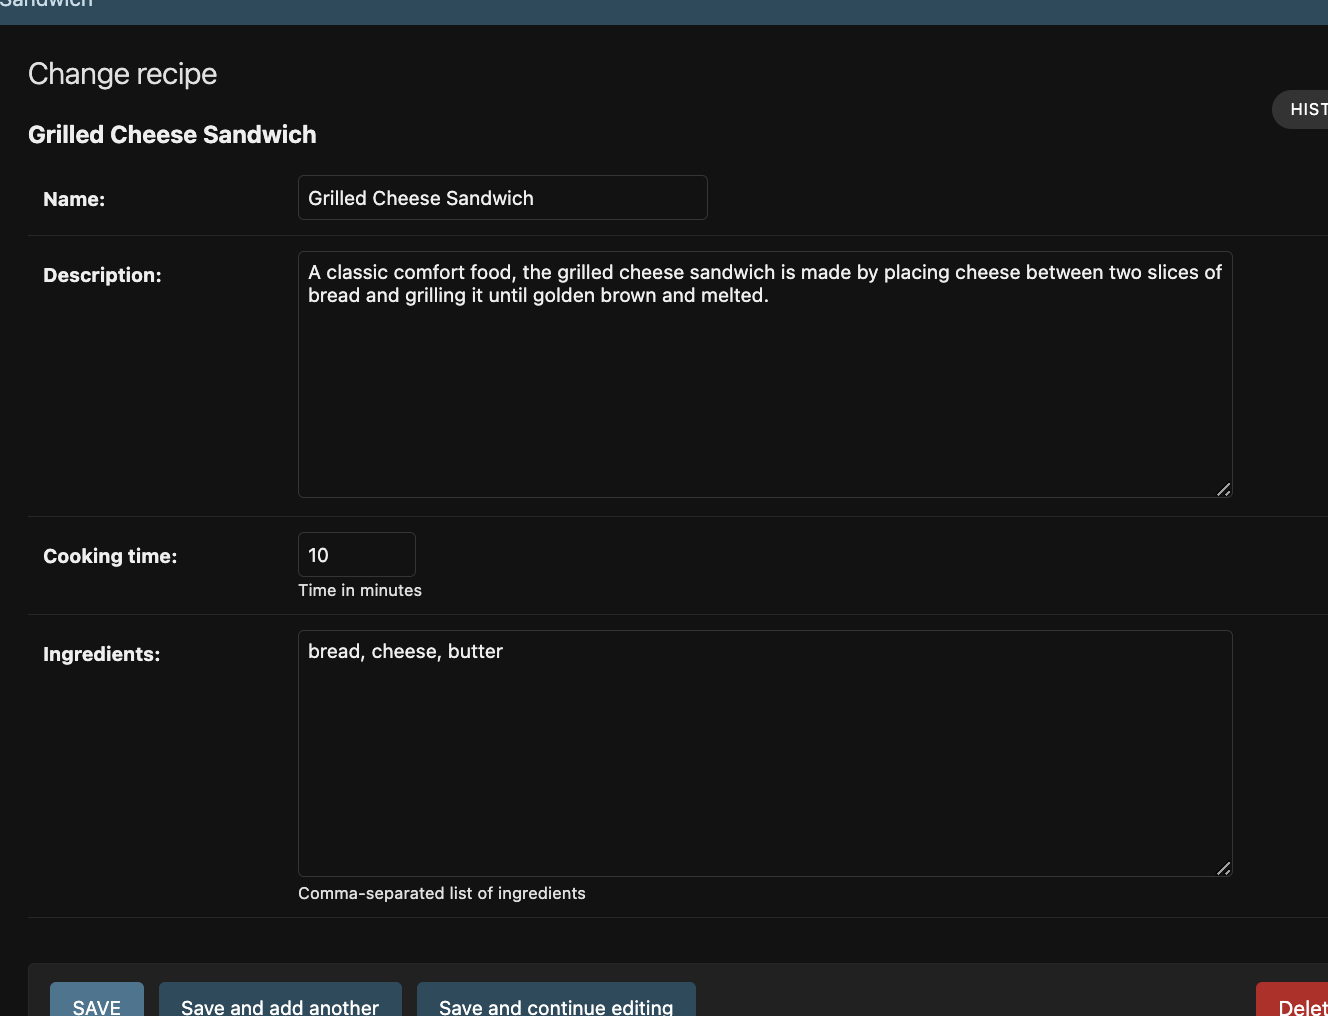 Sandwich
Change recipe
HIST
Grilled Cheese Sandwich
Name:
Grilled Cheese Sandwich
Description:
A classic comfort food, the grilled cheese sandwich is made by placing cheese between two slices of
bread and grilling it until golden brown and melted.
Cooking time:
10
Time in minutes
Ingredients:
bread, cheese, butter
Comma-separated list of ingredients
SAVE
Save and add another
Save and continue editing
Delet